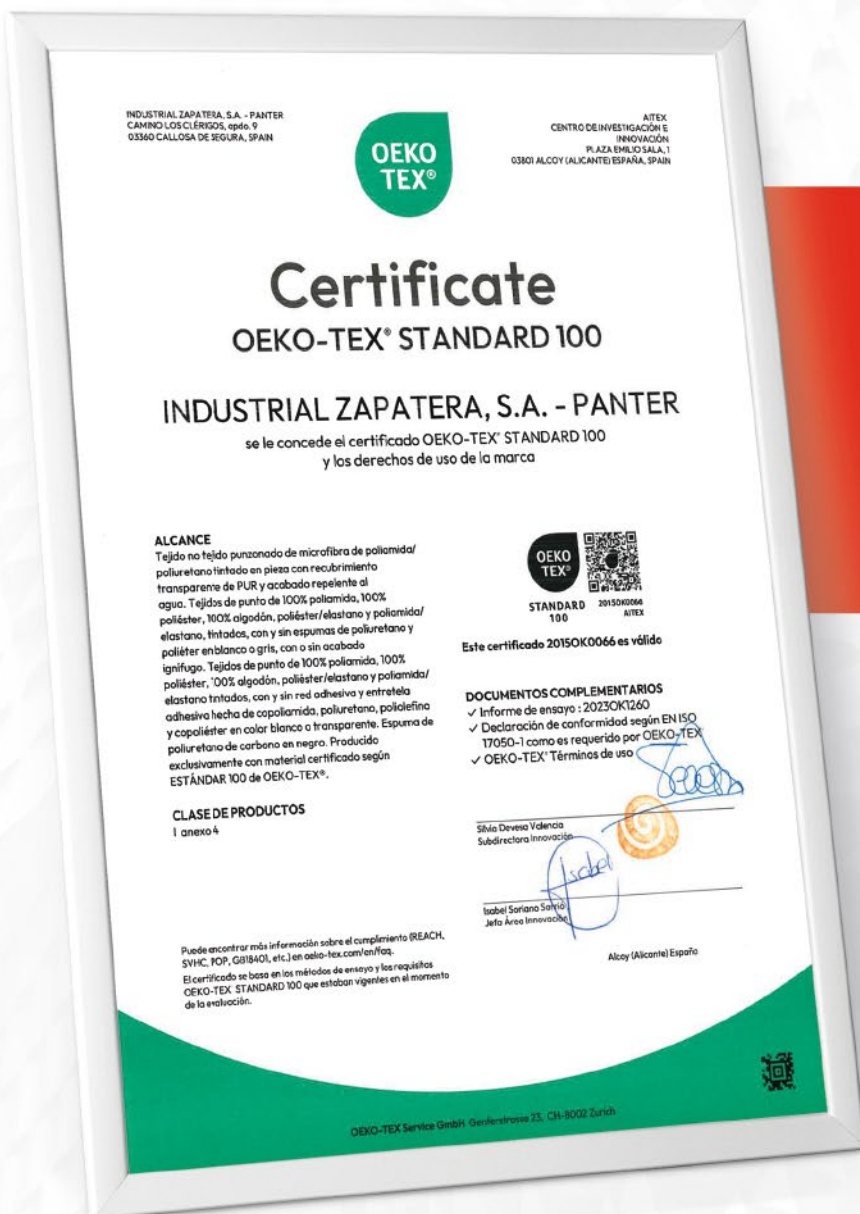 INDUSTRIAL ZAPATERA, S.A. - PANTER
CAMINO LOS CLÉRIGOS, apdo. 9
03360 CALLOSA DE SEGURA, SPAIN
OEKO
TEX®
AITEX
CENTRO DE INVESTIGACIÓN E
INNOVACIÓN
PLAZA EMILIO SALA, 1
03801 ALCOY (ALICANTE) ESPAÑA, SPAIN
Certificate
OEKO-TEX® STANDARD 100
INDUSTRIAL ZAPATERA, S.A. - PANTER
se le concede el certificado OEKO-TEX® STANDARD 100
y los derechos de uso de la marca
ALCANCE
Tejido no tejido punzonado de microfibra de poliamida/
poliuretano tintado en pieza con recubrimiento
transparente de PUR y acabado repelente al
agua. Tejidos de punto de 100% poliamida, 100%
poliéster, 100% algodón, poliéster/elastano y poliamida/
elastano, tintados, con y sin espumas de poliuretano y
poliéter en blanco o gris, con o sin acabado
ignífugo. Tejidos de punto de 100% poliamida, 100%
poliéster, 100% algodón, poliéster/elastano y poliamida/
elastano tintados, con y sin red adhesiva y entretela
adhesiva hecha de copoliamida, poliuretano, poliolefina
y copoliéster en color blanco o transparente. Espuma de
poliuretano de carbono en negro. Producido
exclusivamente con material certificado según
ESTÁNDAR 100 de OEKO-TEX®.
CLASE DE PRODUCTOS
I anexo 4
OEKO
TEX®
STANDARD
100
2015OK0066
AITEX
Este certificado 2015OK0066 es válido
DOCUMENTOS COMPLEMENTARIOS
✓ Informe de ensayo : 2023OK1260
✓ Declaración de conformidad según EN ISO
17050-1 como es requerido por OEKO-TEX
✓ OEKO-TEX® Términos de uso
Silvia Devesa Valencia
Subdirectora Innovación
Isabel
Isabel Soriano Sarrió
Jefa Área Innovación
Alcoy (Alicante) España
Puede encontrar más información sobre el cumplimiento (REACH,
SVHC, POP, GB18401, etc.) en oeko-tex.com/en/faq.
El certificado se basa en los métodos de ensayo y los requisitos
OEKO-TEX STANDARD 100 que estaban vigentes en el momento
de la evaluación.
OEKO-TEX Service GmbH Genferstrasse 23, CH-8002 Zurich